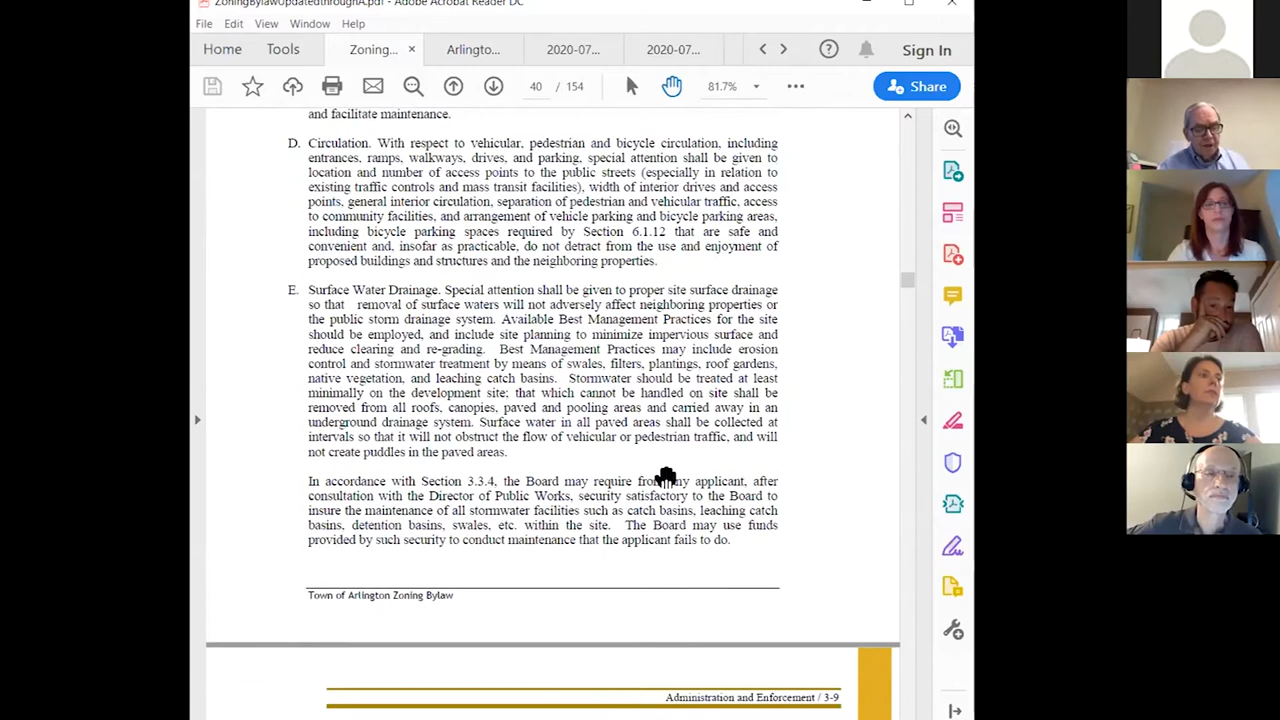 ZoningBylawUpdatedthroughA.pdf - Adobe Acrobat Reader DC
File Edit View Window Help
Home Tools Zoning... × Arlingto... 2020-07... 2020-07... Sign In
40 / 154 81.7% Share
and facilitate maintenance.
D. Circulation. With respect to vehicular, pedestrian and bicycle circulation, including
entrances, ramps, walkways, drives, and parking, special attention shall be given to
location and number of access points to the public streets (especially in relation to
existing traffic controls and mass transit facilities), width of interior drives and access
points, general interior circulation, separation of pedestrian and vehicular traffic, access
to community facilities, and arrangement of vehicle parking and bicycle parking areas,
including bicycle parking spaces required by Section 6.1.12 that are safe and
convenient and, insofar as practicable, do not detract from the use and enjoyment of
proposed buildings and structures and the neighboring properties.
E. Surface Water Drainage. Special attention shall be given to proper site surface drainage
so that removal of surface waters will not adversely affect neighboring properties or
the public storm drainage system. Available Best Management Practices for the site
should be employed, and include site planning to minimize impervious surface and
reduce clearing and re-grading. Best Management Practices may include erosion
control and stormwater treatment by means of swales, filters, plantings, roof gardens,
native vegetation, and leaching catch basins. Stormwater should be treated at least
minimally on the development site; that which cannot be handled on site shall be
removed from all roofs, canopies, paved and pooling areas and carried away in an
underground drainage system. Surface water in all paved areas shall be collected at
intervals so that it will not obstruct the flow of vehicular or pedestrian traffic, and will
not create puddles in the paved areas.
In accordance with Section 3.3.4, the Board may require applicant, after
consultation with the Director of Public Works, security satisfactory to the Board to
insure the maintenance of all stormwater facilities such as catch basins, leaching catch
basins, detention basins, swales, etc. within the site. The Board may use funds
provided by such security to conduct maintenance that the applicant fails to do.
Town of Arlington Zoning Bylaw
Administration and Enforcement / 3-9